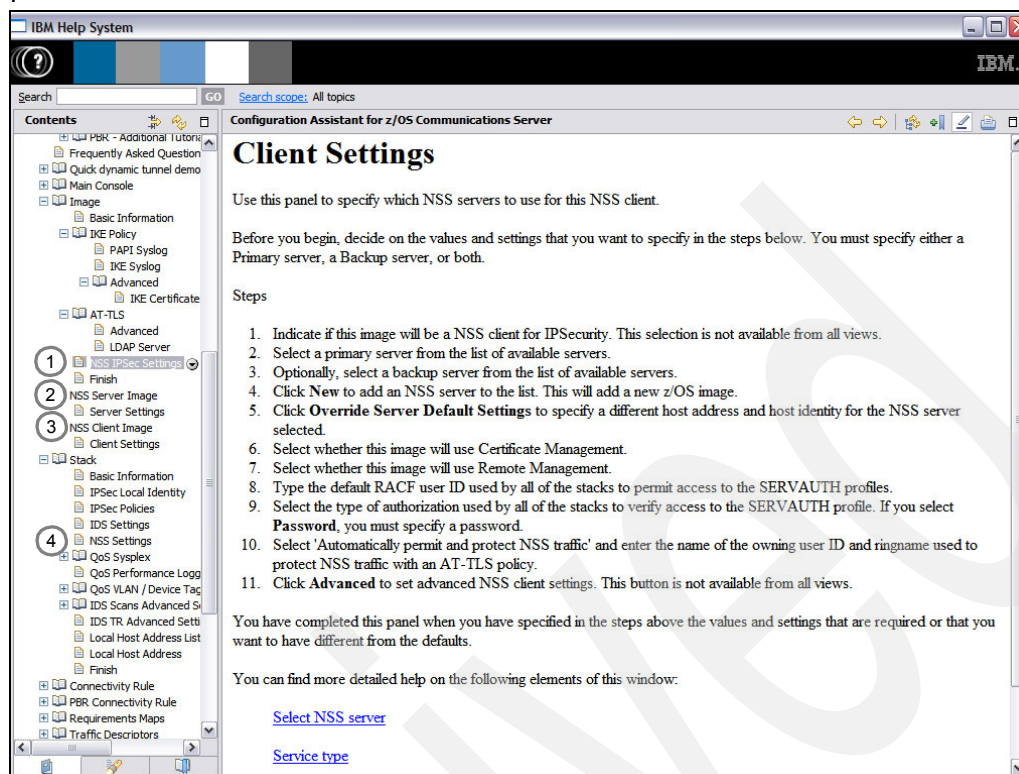 IBM Help System
IBM.
Search
GO
Search scope: All topics
Contents
PBR - Additional Tutoria
Frequently Asked Question
Quick dynamic tunnel demo
Main Console
Image
Basic Information
IKE Policy
PAPI Syslog
IKE Syslog
Advanced
IKE Certificate
AT-TLS
Advanced
LDAP Server
1 NSS IPSec Settings
Finish
2 NSS Server Image
Server Settings
3 NSS Client Image
Client Settings
Stack
Basic Information
IPSec Local Identity
IPSec Policies
IDS Settings
4 NSS Settings
QoS Sysplex
QoS Performance Logg
QoS VLAN / Device Tag
IDS Scans Advanced S
IDS TR Advanced Setti
Local Host Address List
Local Host Address
Finish
Connectivity Rule
PBR Connectivity Rule
Requirements Maps
Traffic Descriptors
Configuration Assistant for z/OS Communications Server
Client Settings
Use this panel to specify which NSS servers to use for this NSS client.
Before you begin, decide on the values and settings that you want to specify in the steps below. You must specify either a
Primary server, a Backup server, or both.
Steps
1. Indicate if this image will be a NSS client for IPSecurity. This selection is not available from all views.
2. Select a primary server from the list of available servers.
3. Optionally, select a backup server from the list of available servers.
4. Click New to add an NSS server to the list. This will add a new z/OS image.
5. Click Override Server Default Settings to specify a different host address and host identity for the NSS server
selected.
6. Select whether this image will use Certificate Management.
7. Select whether this image will use Remote Management.
8. Type the default RACF user ID used by all of the stacks to permit access to the SERVAUTH profiles.
9. Select the type of authorization used by all of the stacks to verify access to the SERVAUTH profile. If you select
Password, you must specify a password.
10. Select 'Automatically permit and protect NSS traffic' and enter the name of the owning user ID and ringname used to
protect NSS traffic with an AT-TLS policy.
11. Click Advanced to set advanced NSS client settings. This button is not available from all views.
You have completed this panel when you have specified in the steps above the values and settings that are required or that you
want to have different from the defaults.
You can find more detailed help on the following elements of this window:
Select NSS server
Service type